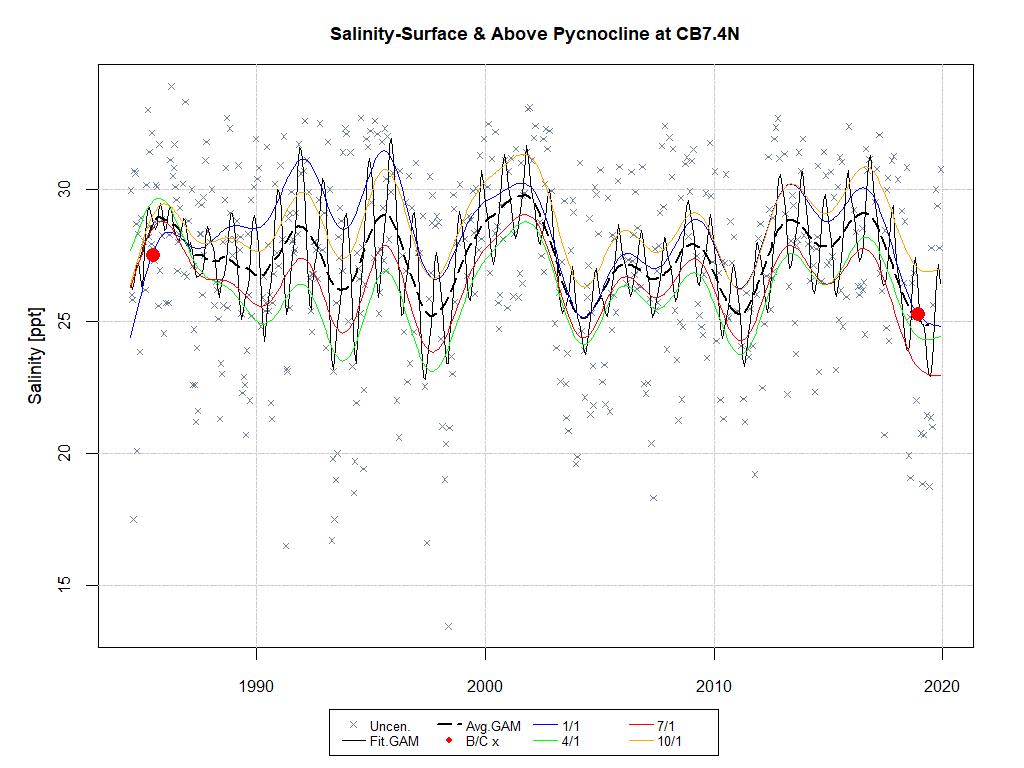 Salinity-Surface & Above Pycnocline at CB7.4N
Salinity [ppt]
30
25
20
15
1990 2000 2010 2020
Uncen. Avg.GAM 1/1 7/1
Fit.GAM B/C x 4/1 10/1